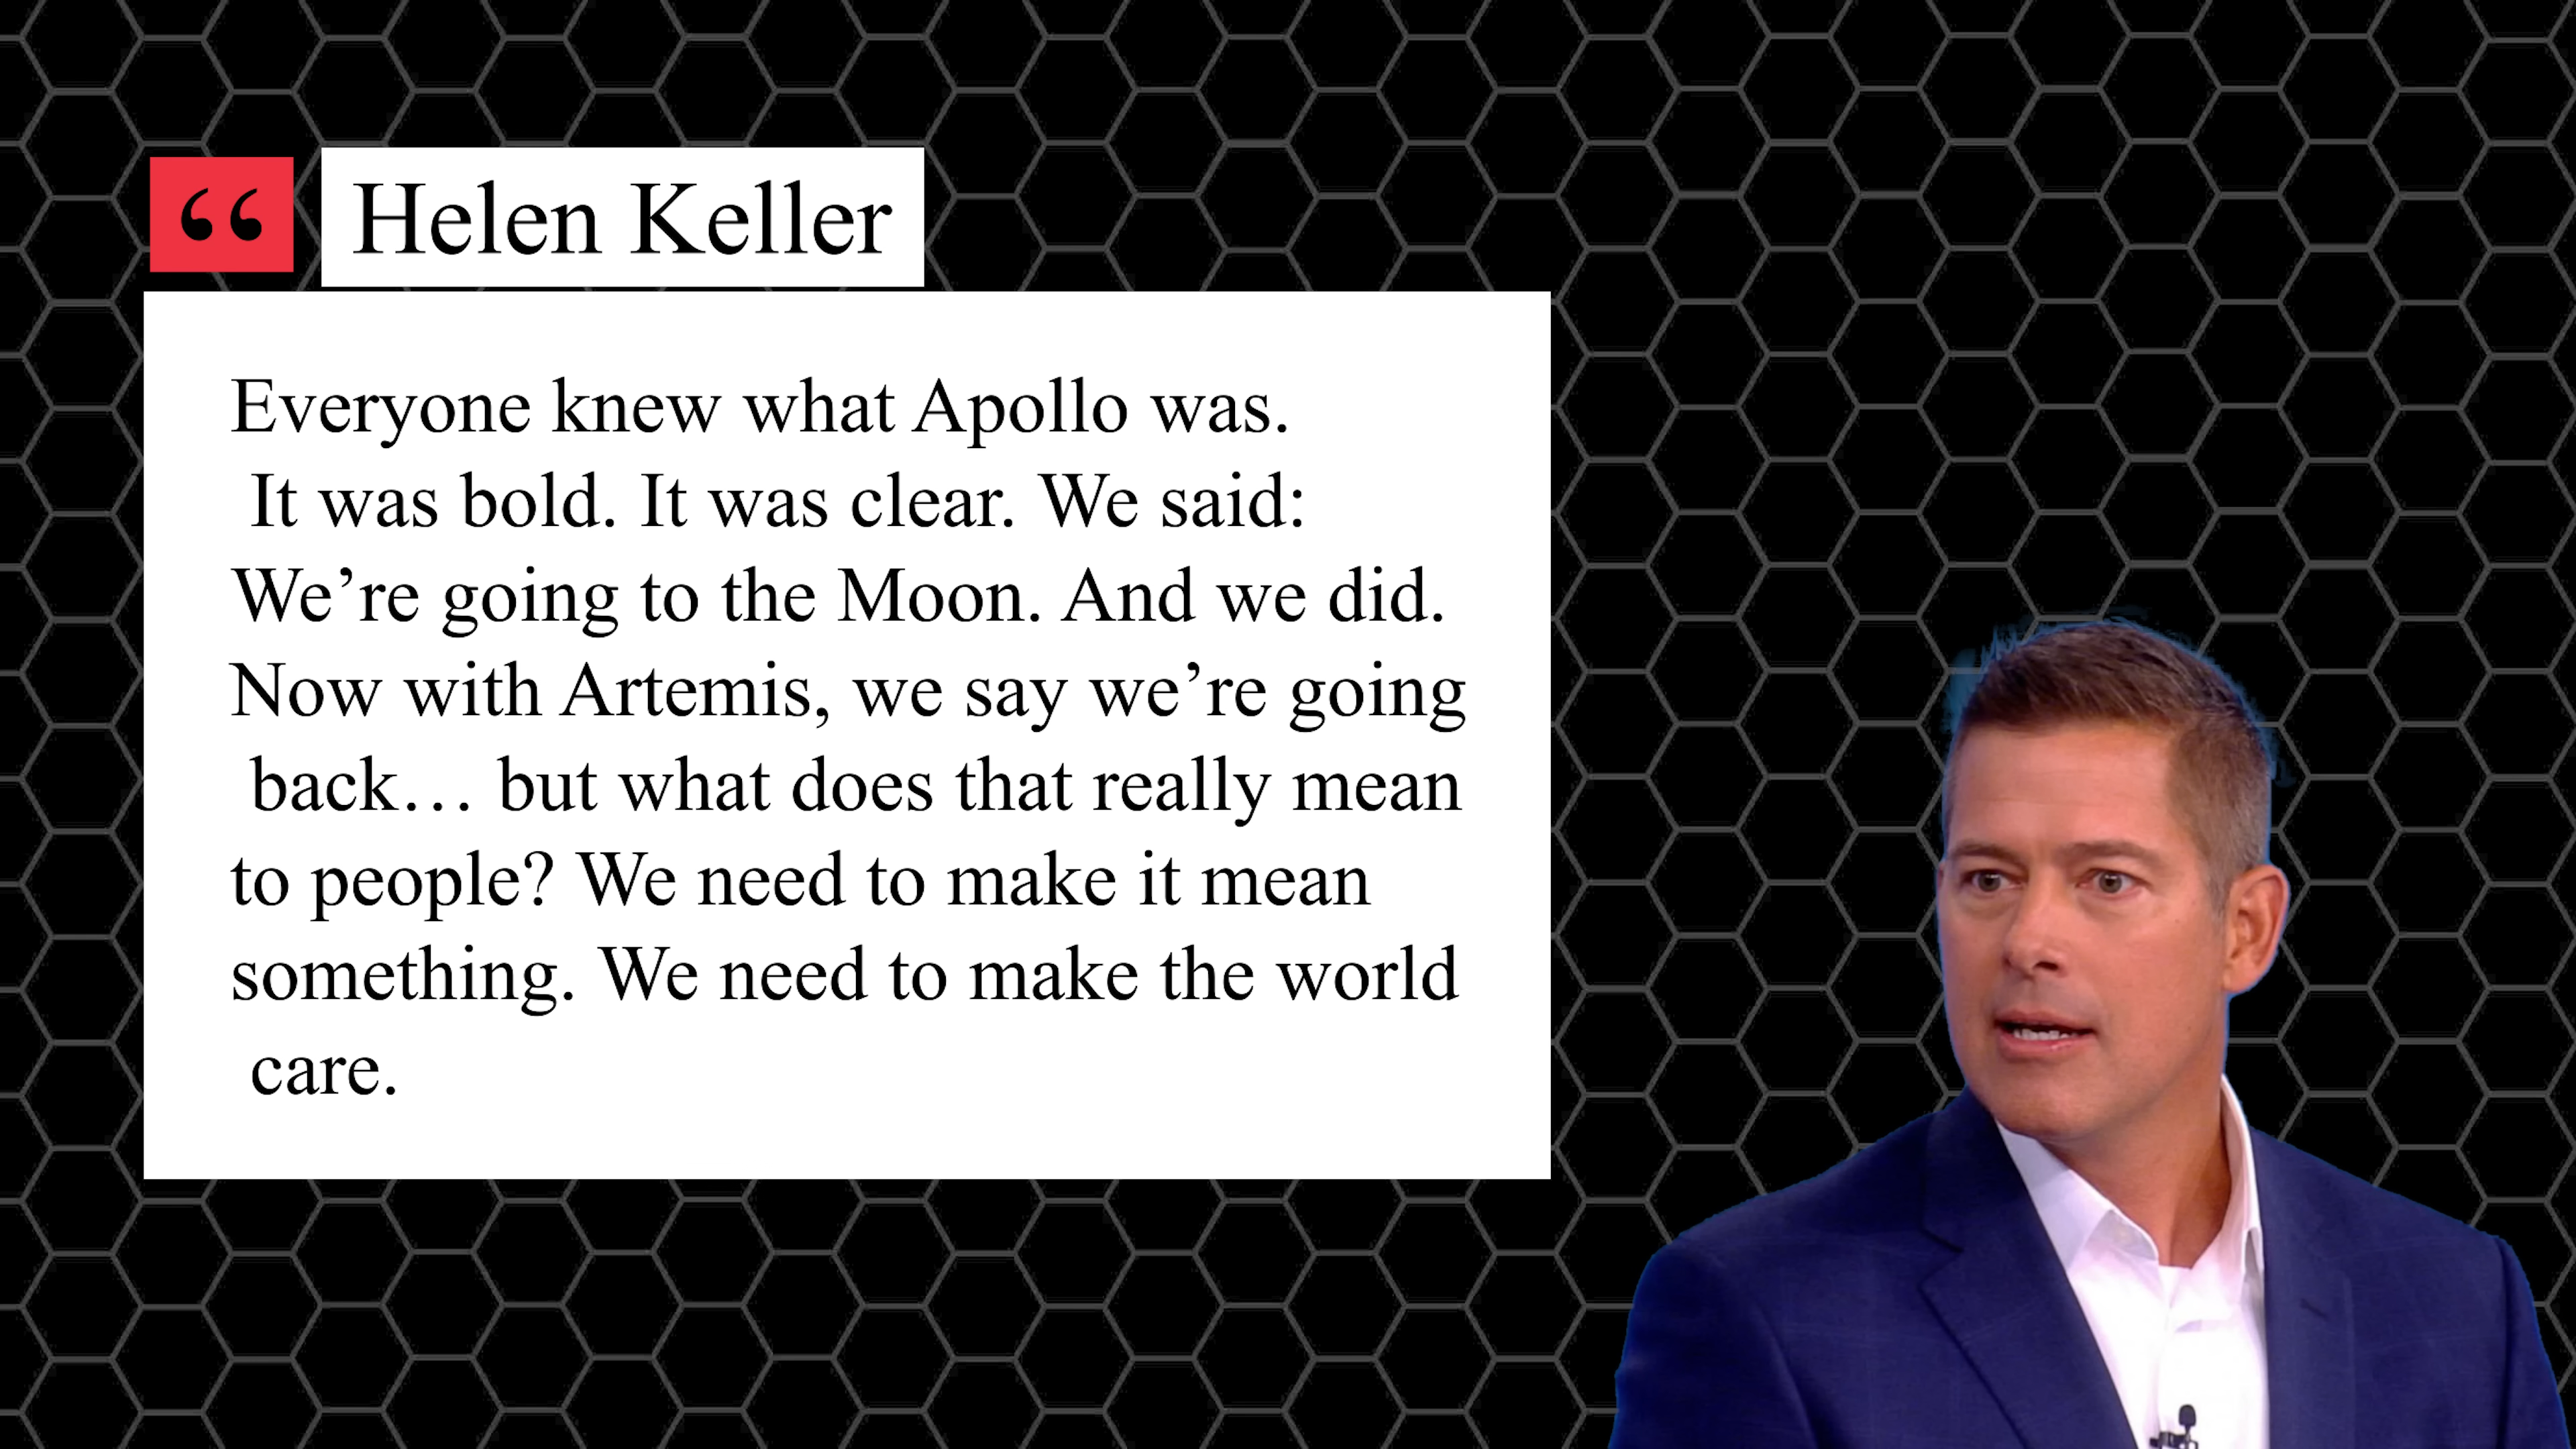 “
Helen Keller
Everyone knew what Apollo was.
It was bold. It was clear. We said:
We’re going to the Moon. And we did.
Now with Artemis, we say we’re going
back… but what does that really mean
to people? We need to make it mean
something. We need to make the world
care.